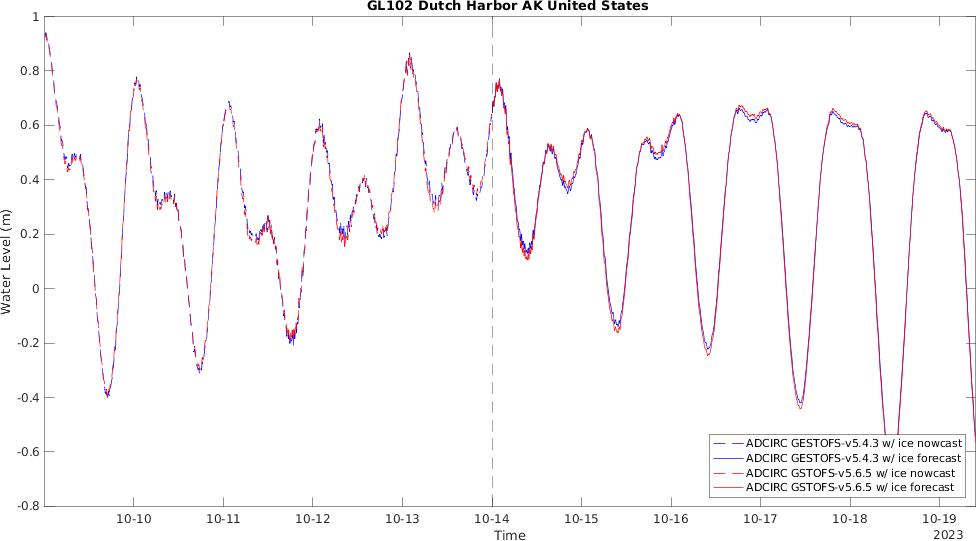 GL102 Dutch Harbor AK United States
1
0.8
0.6
0.4
0.2
0
-0.2
-0.4
-0.6
-0.8
Water Level (m)
ADCIRC GESTOFS-v5.4.3 w/ ice nowcast
ADCIRC GESTOFS-v5.4.3 w/ ice forecast
ADCIRC GSTOFS-v5.6.5 w/ ice nowcast
ADCIRC GSTOFS-v5.6.5 w/ ice forecast
10-10 10-11 10-12 10-13 10-14 10-15 10-16 10-17 10-18 10-19
Time
2023